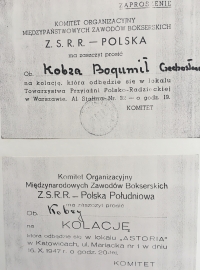 ZAPROSZENIE
KOMITET ORGANIZACYJNY
MIĘDZYPAŃSTWOWYCH ZAWODÓW BOKSERSKICH
Z. S. R. R. — POLSKA
ma zaszczyt prosić
Ob. Kobza Bogumił
na kolację, która odbędzie się w lokalu
Towarzystwa Przyjaźni Polsko-Radzieckiej
w Warszawie, Al. Stalina Nr. o godz. 19.
KOMITET
Komitet Organizacyjny
Międzynarodowych Zawodów Bokserskich
Z.S.R.R. — Polska Południowa
ma zaszczyt prosić
Ob. Kobzy
na KOLACJĘ
która odbędzie się w lokalu „ASTORIA"
w Katowicach, ul. Mariacka nr 1 w dniu
16.X.1947 r. o godz.
KOMITET